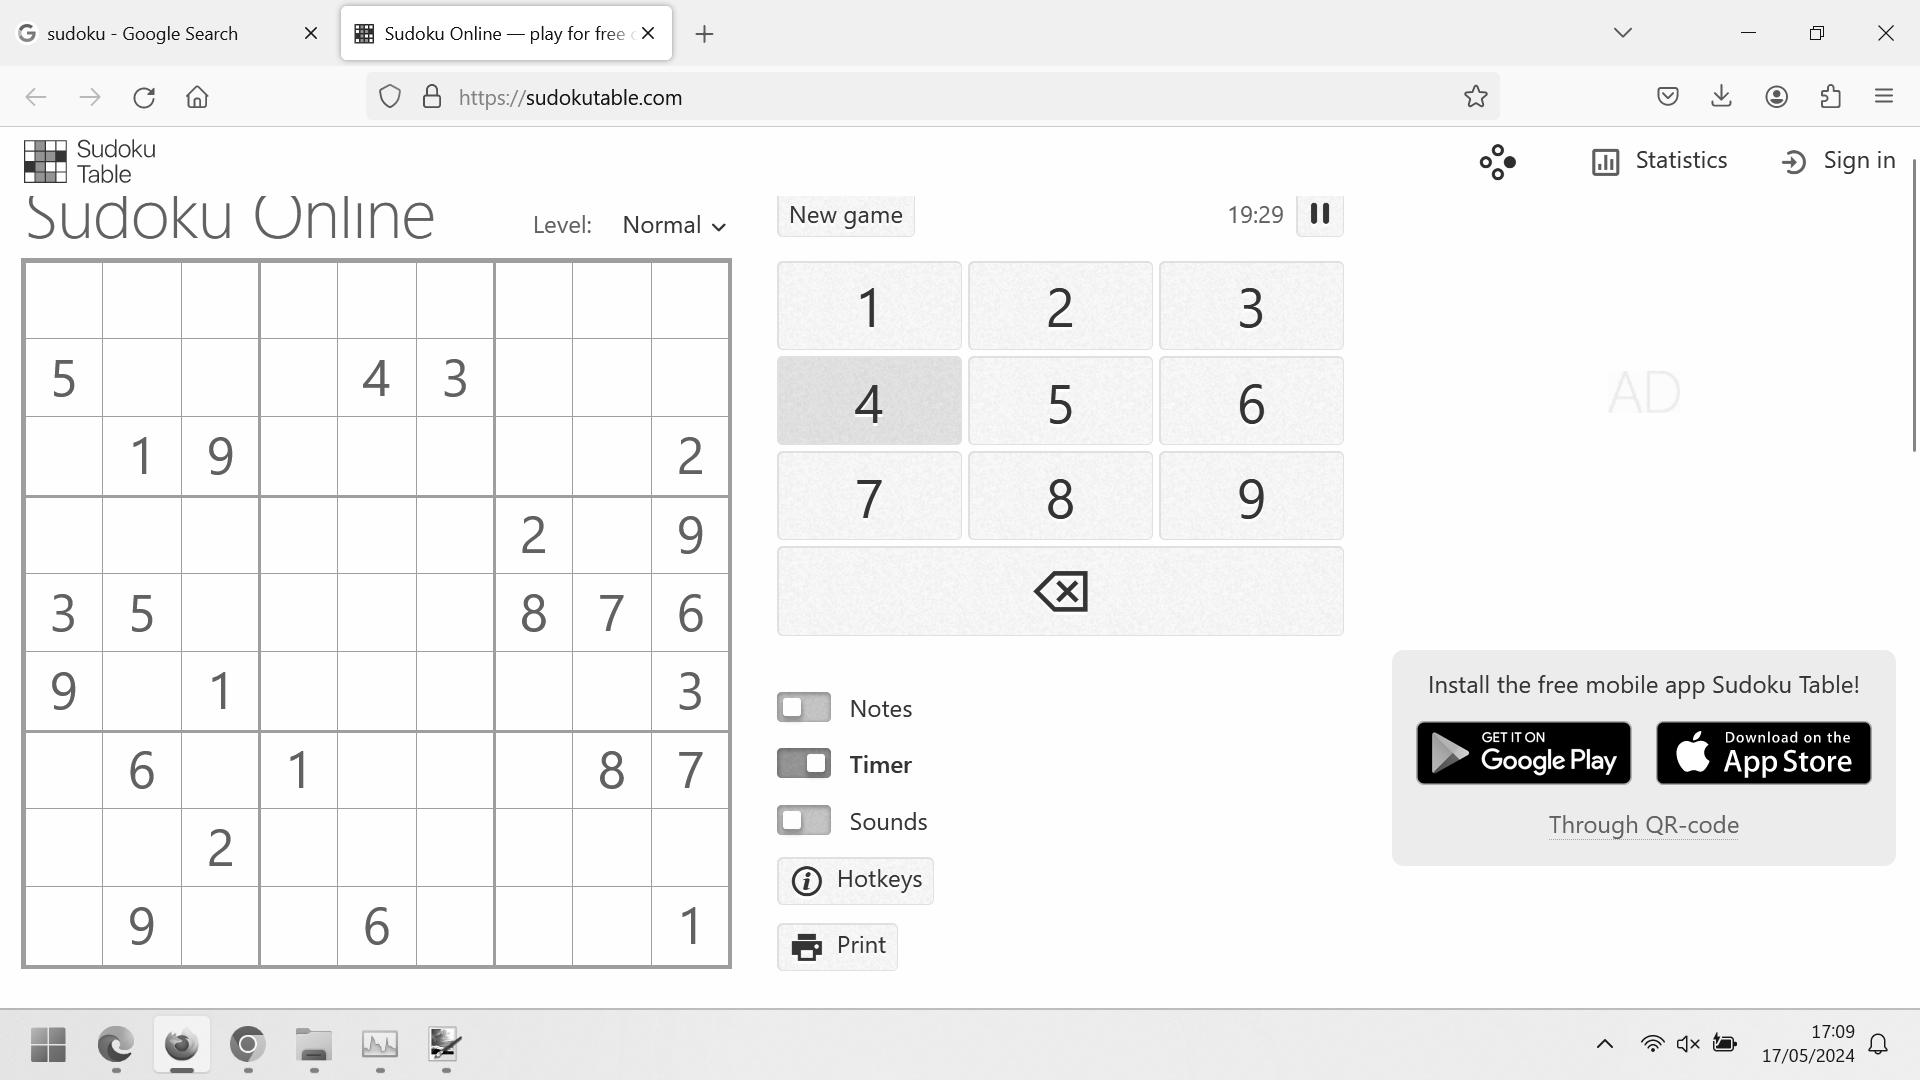 sudoku - Google Search
Sudoku Online — play for free
https://sudokutable.com
Sudoku
Table
Statistics
Sign in
Sudoku Online
Level: Normal
New game
19:29
5 4 3
1 9 2
2 9
3 5 8 7 6
9 1 3
6 1 8 7
2
9 6 1
1 2 3
4 5 6
7 8 9
Notes
Timer
Sounds
Hotkeys
Print
AD
Install the free mobile app Sudoku Table!
GET IT ON
Google Play
Download on the
App Store
Through QR-code
17:09
17/05/2024